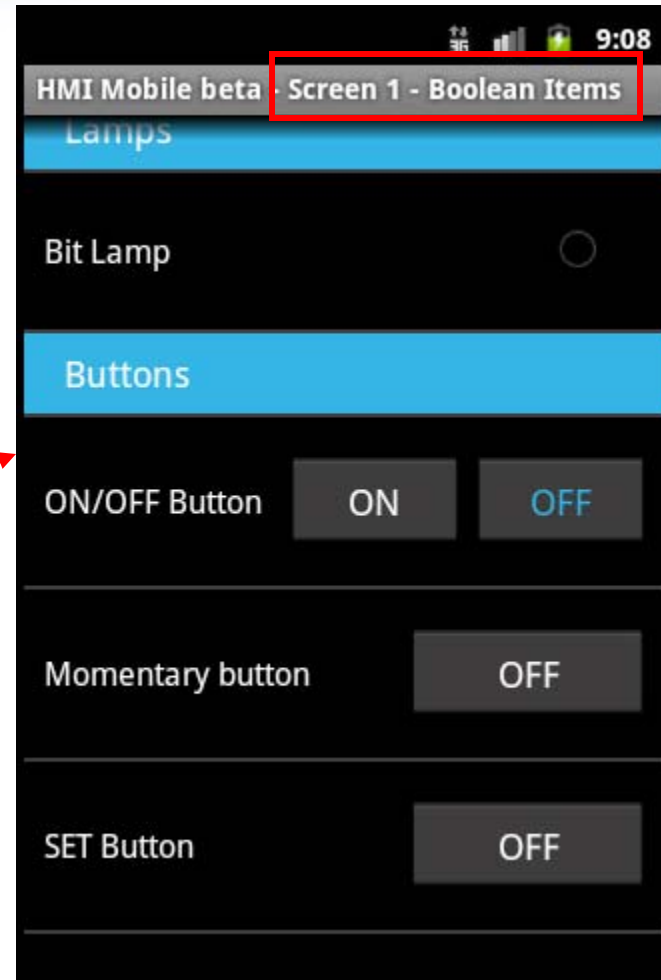 3G 9:08
HMI Mobile beta - Screen 1 - Boolean Items
Lamps
Bit Lamp
Buttons
ON/OFF Button ON OFF
Momentary button OFF
SET Button OFF